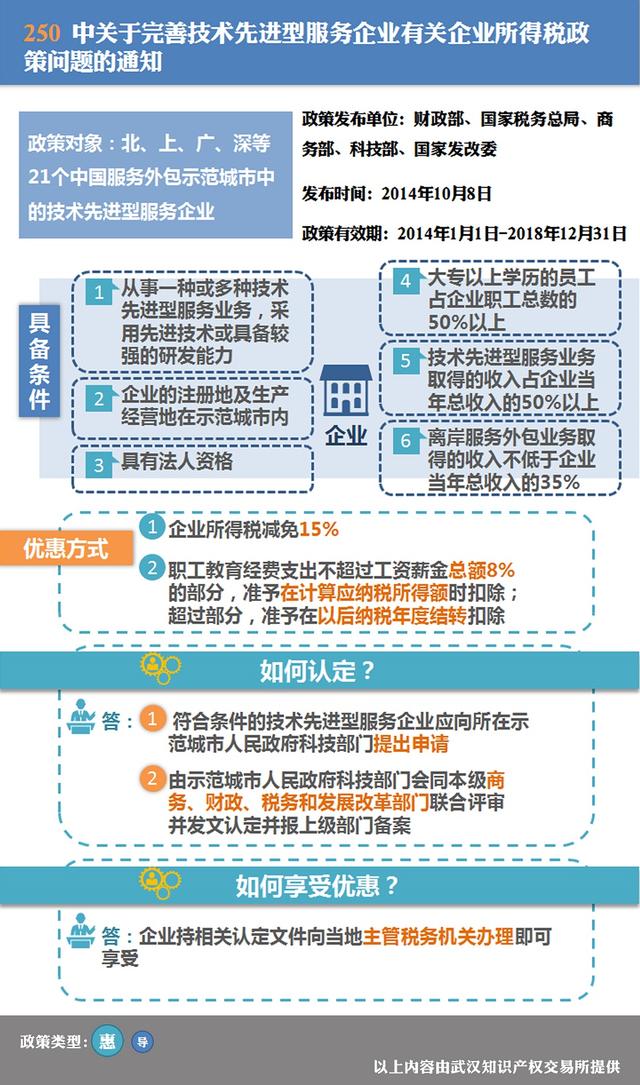 250 中关于完善技术先进型服务企业有关企业所得税政
策问题的通知
政策对象：北、上、广、深等
21个中国服务外包示范城市中
的技术先进型服务企业
政策发布单位：财政部、国家税务总局、商
务部、科技部、国家发改委
发布时间：2014年10月8日
政策有效期：2014年1月1日-2018年12月31日
具备条件
1 从事一种或多种技术
先进型服务业务，采
用先进技术或具备较
强的研发能力
2 企业的注册地及生产
经营地在示范城市内
3 具有法人资格
企业
4 大专以上学历的员工
占企业职工总数的
50%以上
5 技术先进型服务业务
取得的收入占企业当
年总收入的50%以上
6 离岸服务外包业务取
得的收入不低于企业
当年总收入的35%
优惠方式
1 企业所得税减免15%
2 职工教育经费支出不超过工资薪金总额8%
的部分，准予在计算应纳税所得额时扣除；
超过部分，准予在以后纳税年度结转扣除
如何认定？
答：1 符合条件的技术先进型服务企业应向所在示
范城市人民政府科技部门提出申请
2 由示范城市人民政府科技部门会同本级商
务、财政、税务和发展改革部门联合评审
并发文认定并报上级部门备案
如何享受优惠？
答：企业持相关认定文件向当地主管税务机关办理即可
享受
政策类型：惠 导
以上内容由武汉知识产权交易所提供